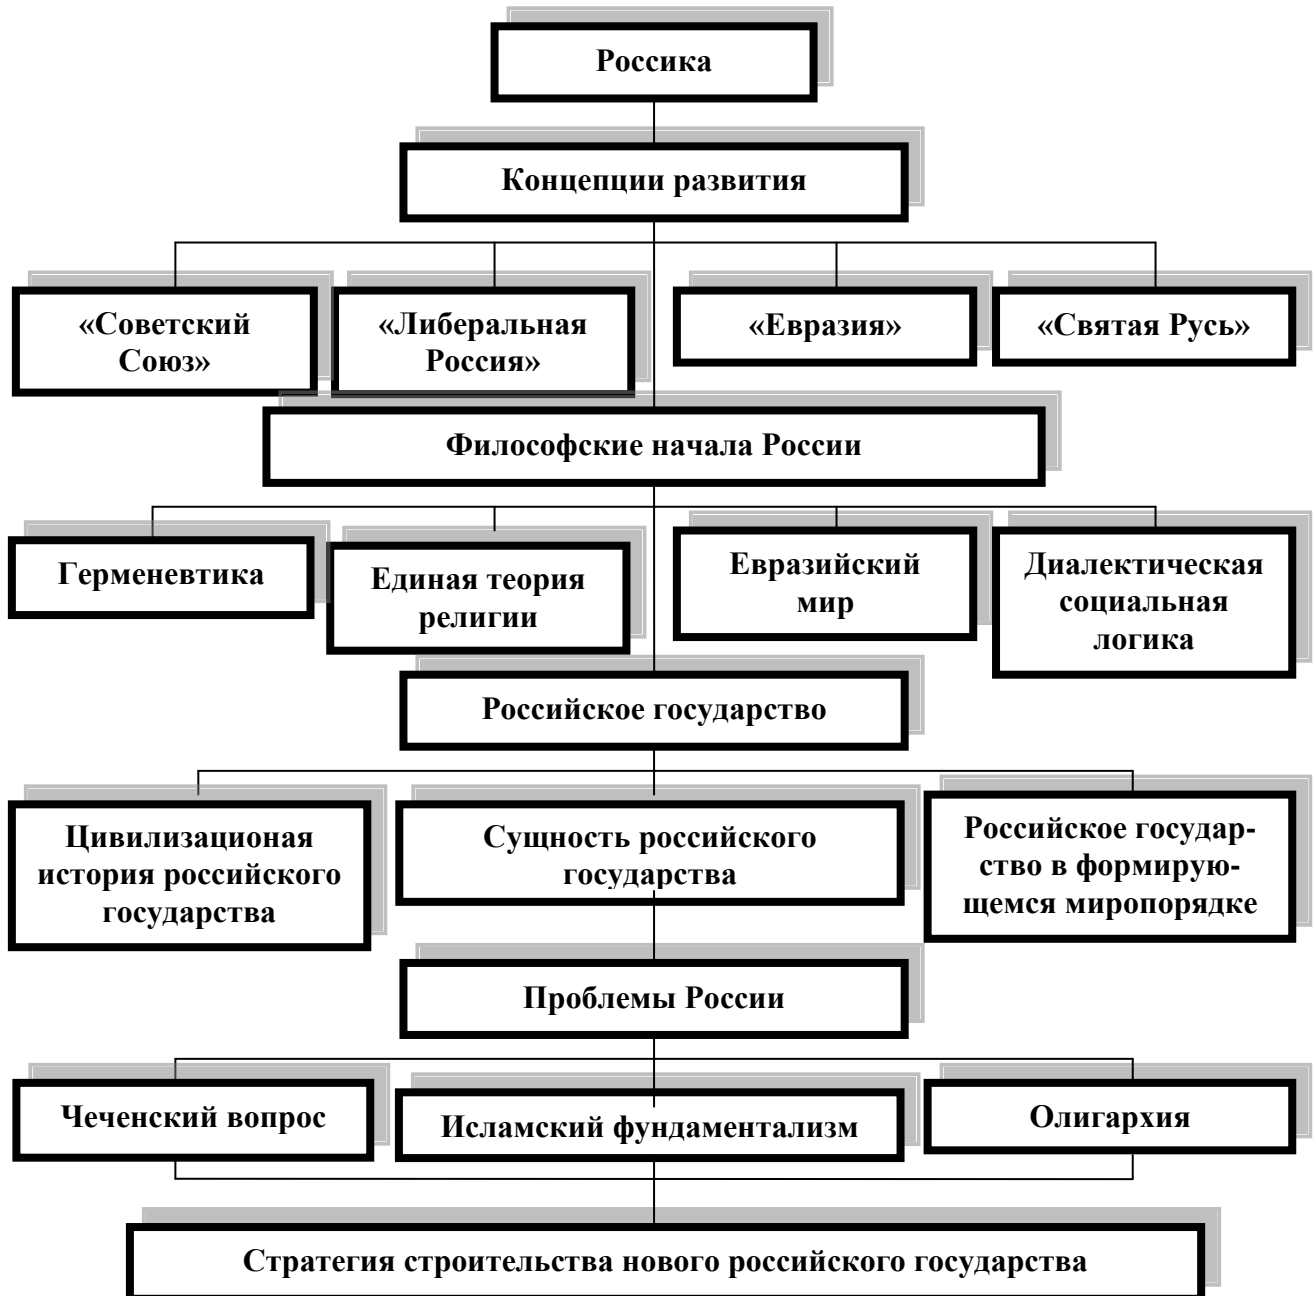 Россика
Концепции развития
«Советский
Союз»
«Либеральная
Россия»
«Евразия»
«Святая Русь»
Философские начала России
Герменевтика
Единая теория
религии
Евразийский
мир
Диалектическая
социальная
логика
Российское государство
Цивилизационая
история российского
государства
Сущность российского
государства
Российское государ-
ство в формирую-
щемся миропорядке
Проблемы России
Чеченский вопрос
Исламский фундаментализм
Олигархия
Стратегия строительства нового российского государства